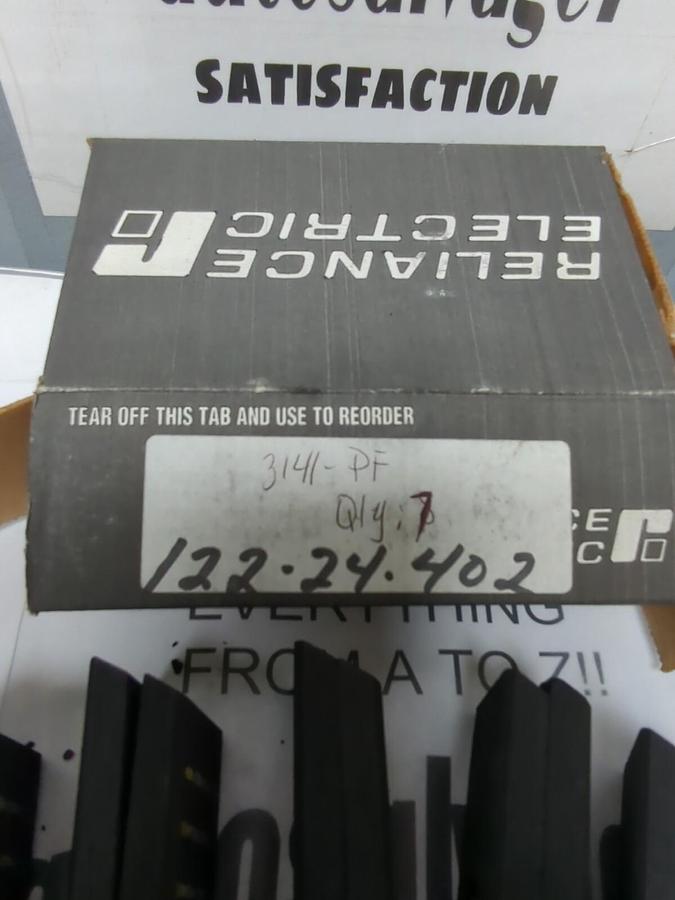 SATISFACTION
RELIANCE
ELECTRIC
TEAR OFF THIS TAB AND USE TO REORDER
3141-PF
Qty: 7
CE
C
122-24-402
EVERYTHING
FROM A TO Z!!